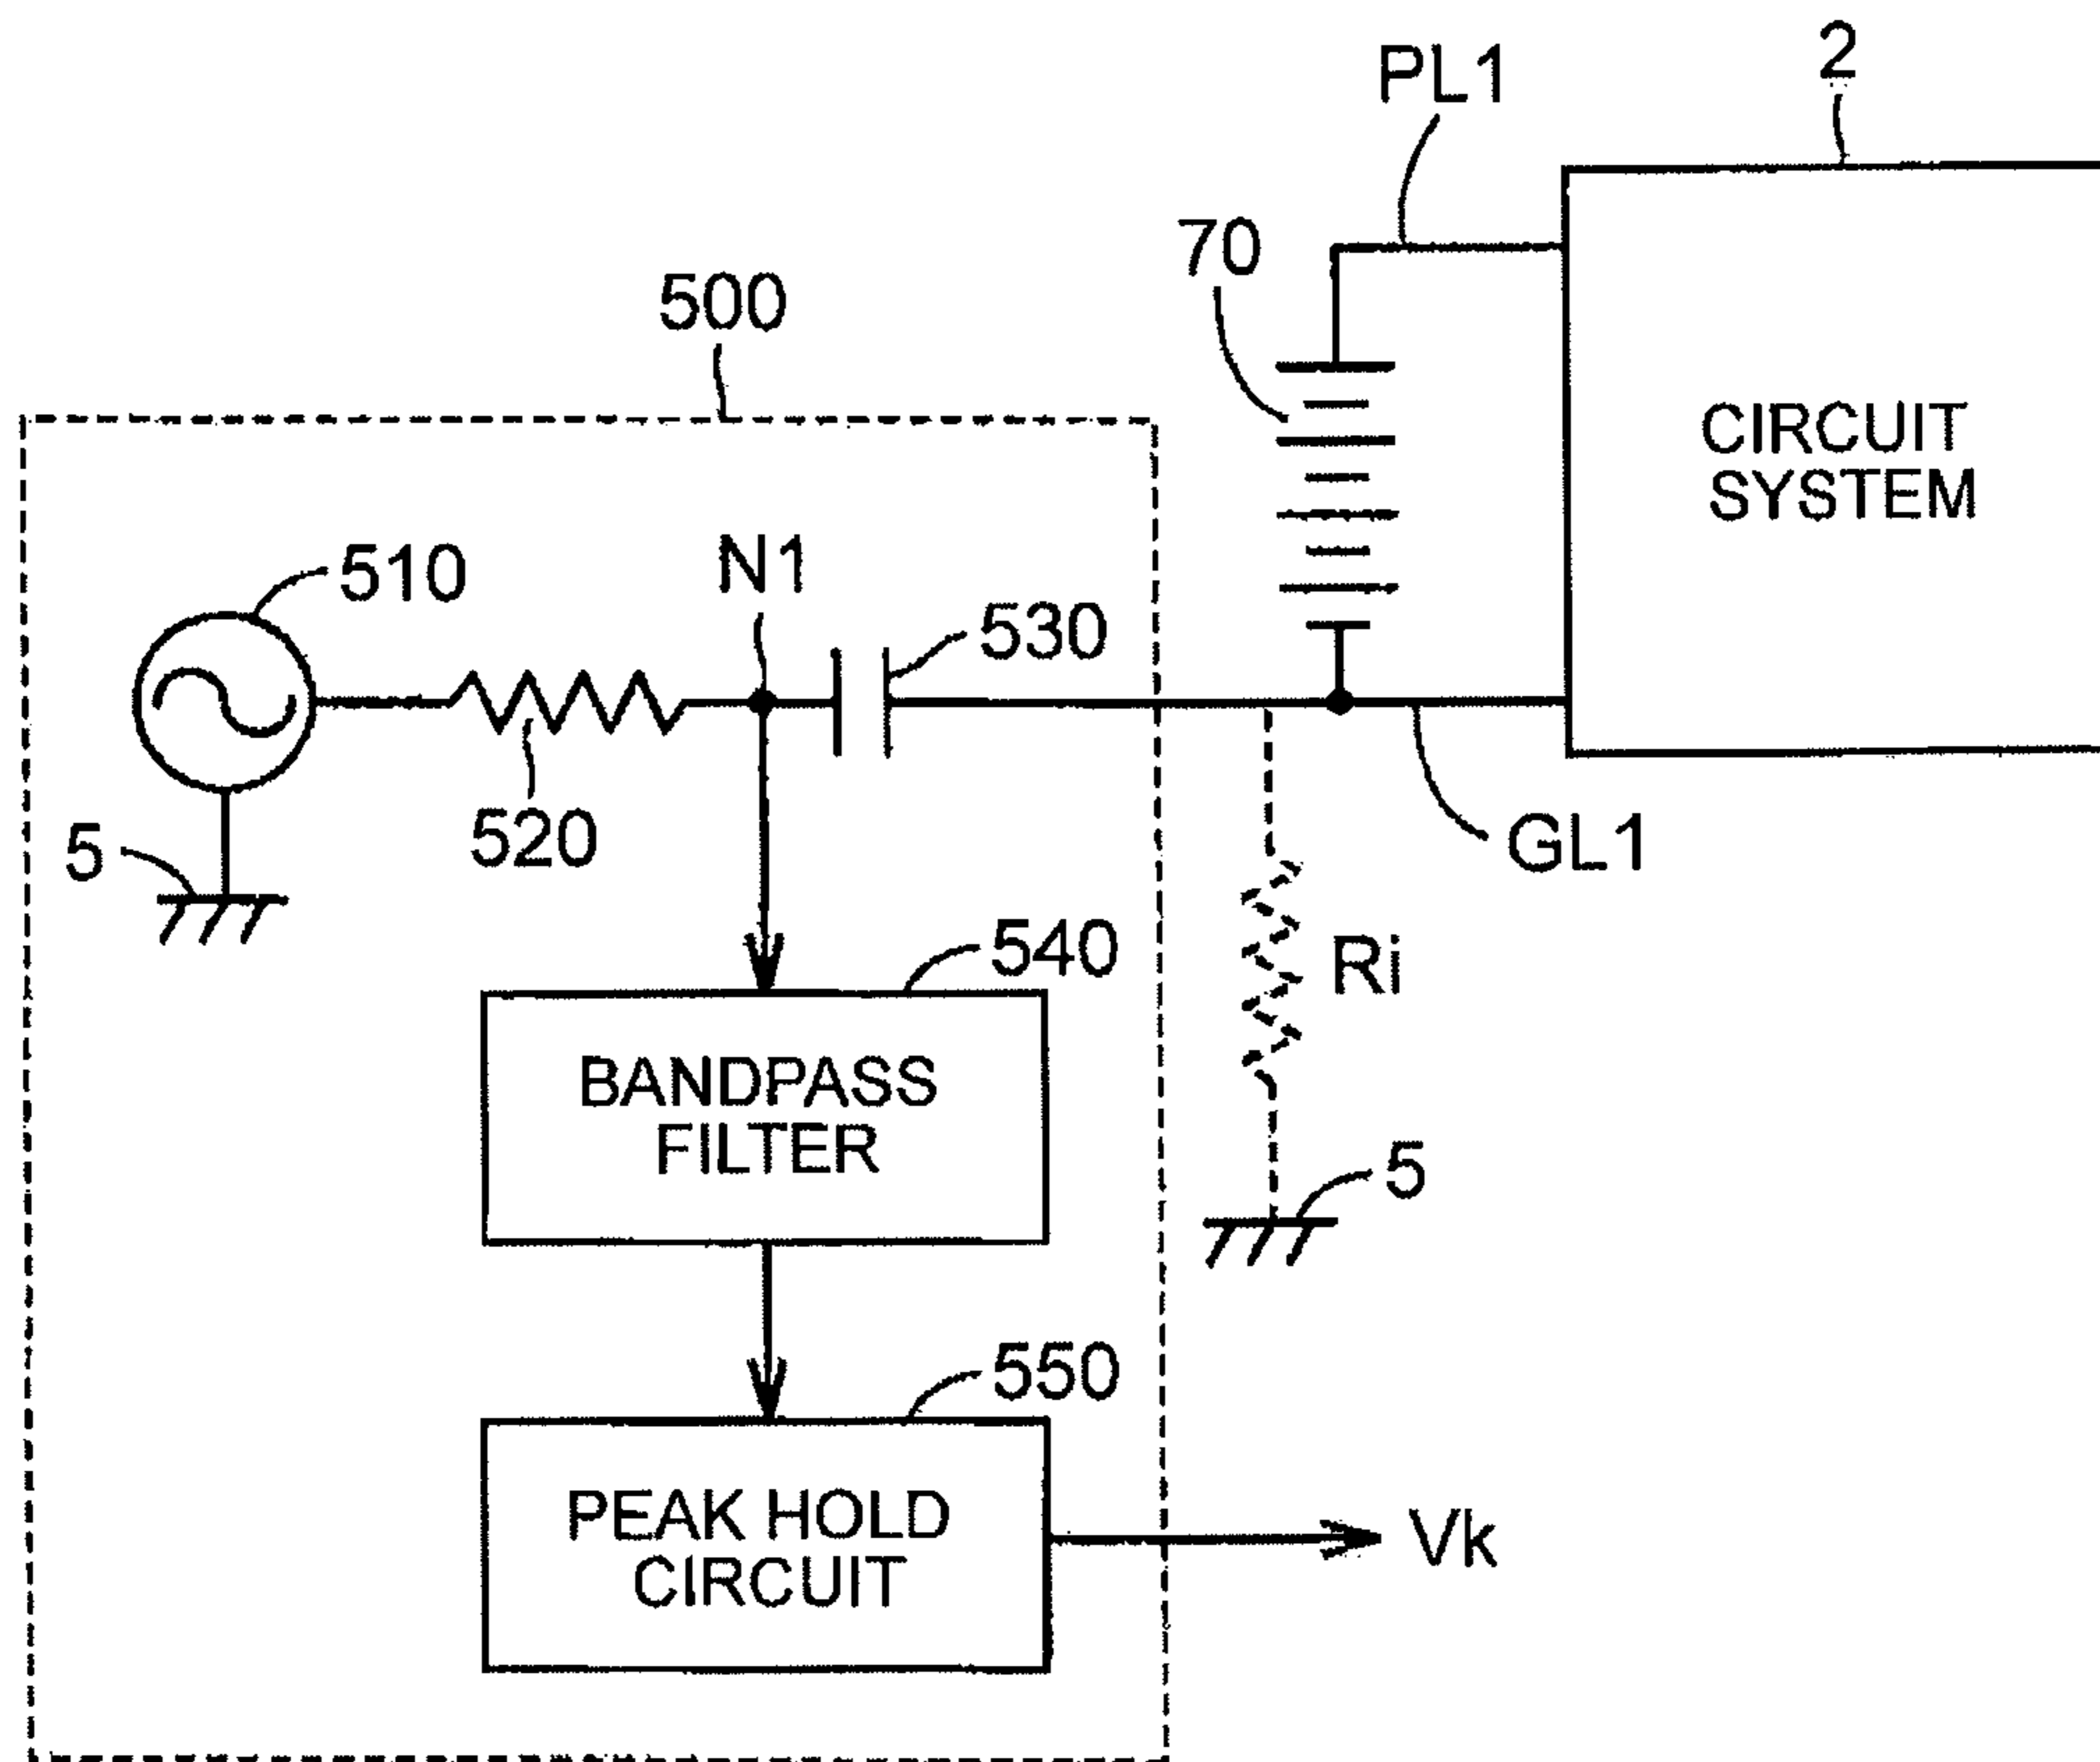 2
PL1
70
500
CIRCUIT
SYSTEM
N1
510
530
520
5
GL1
540
Ri
BANDPASS
FILTER
5
550
PEAK HOLD
CIRCUIT
Vk